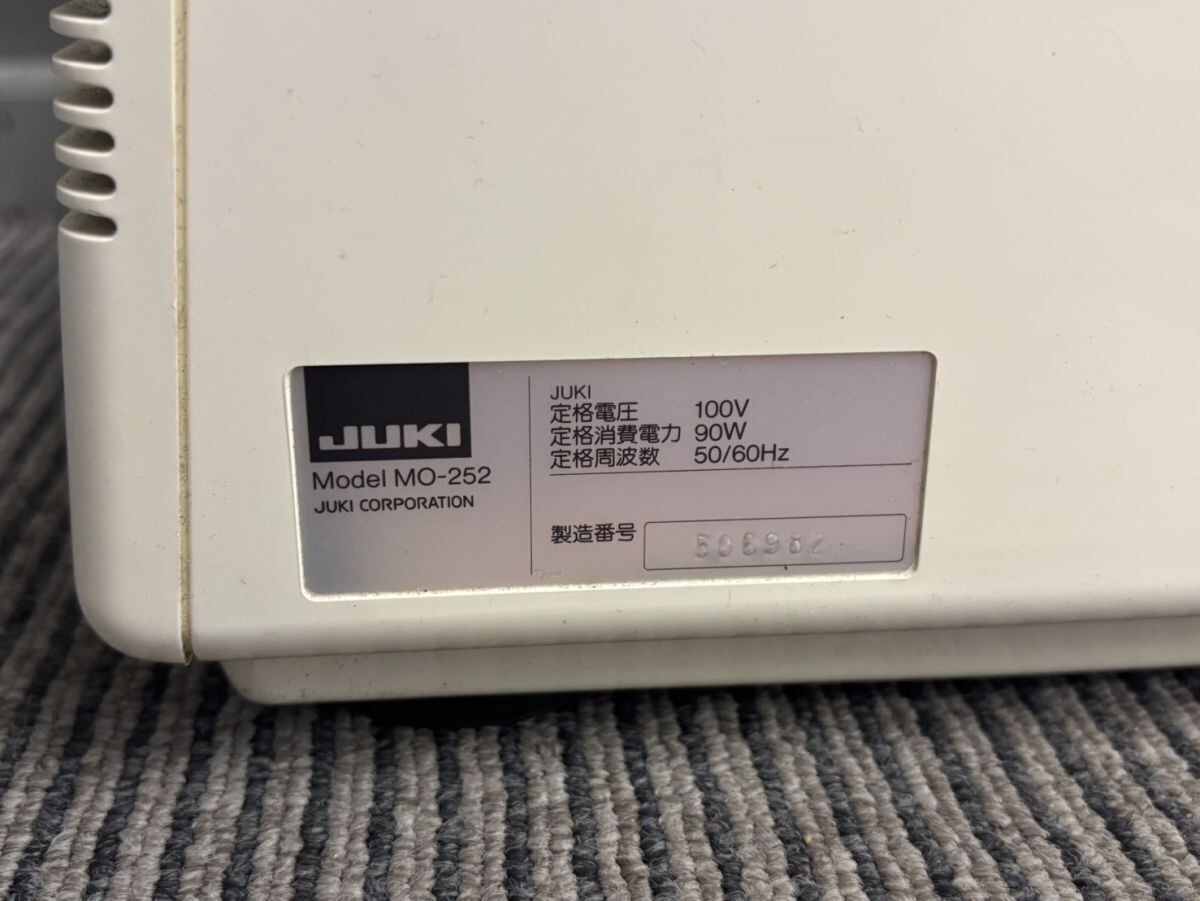 JUKI
Model MO-252
JUKI CORPORATION
JUKI
定格電圧 100V
定格消費電力 90W
定格周波数 50/60Hz
製造番号